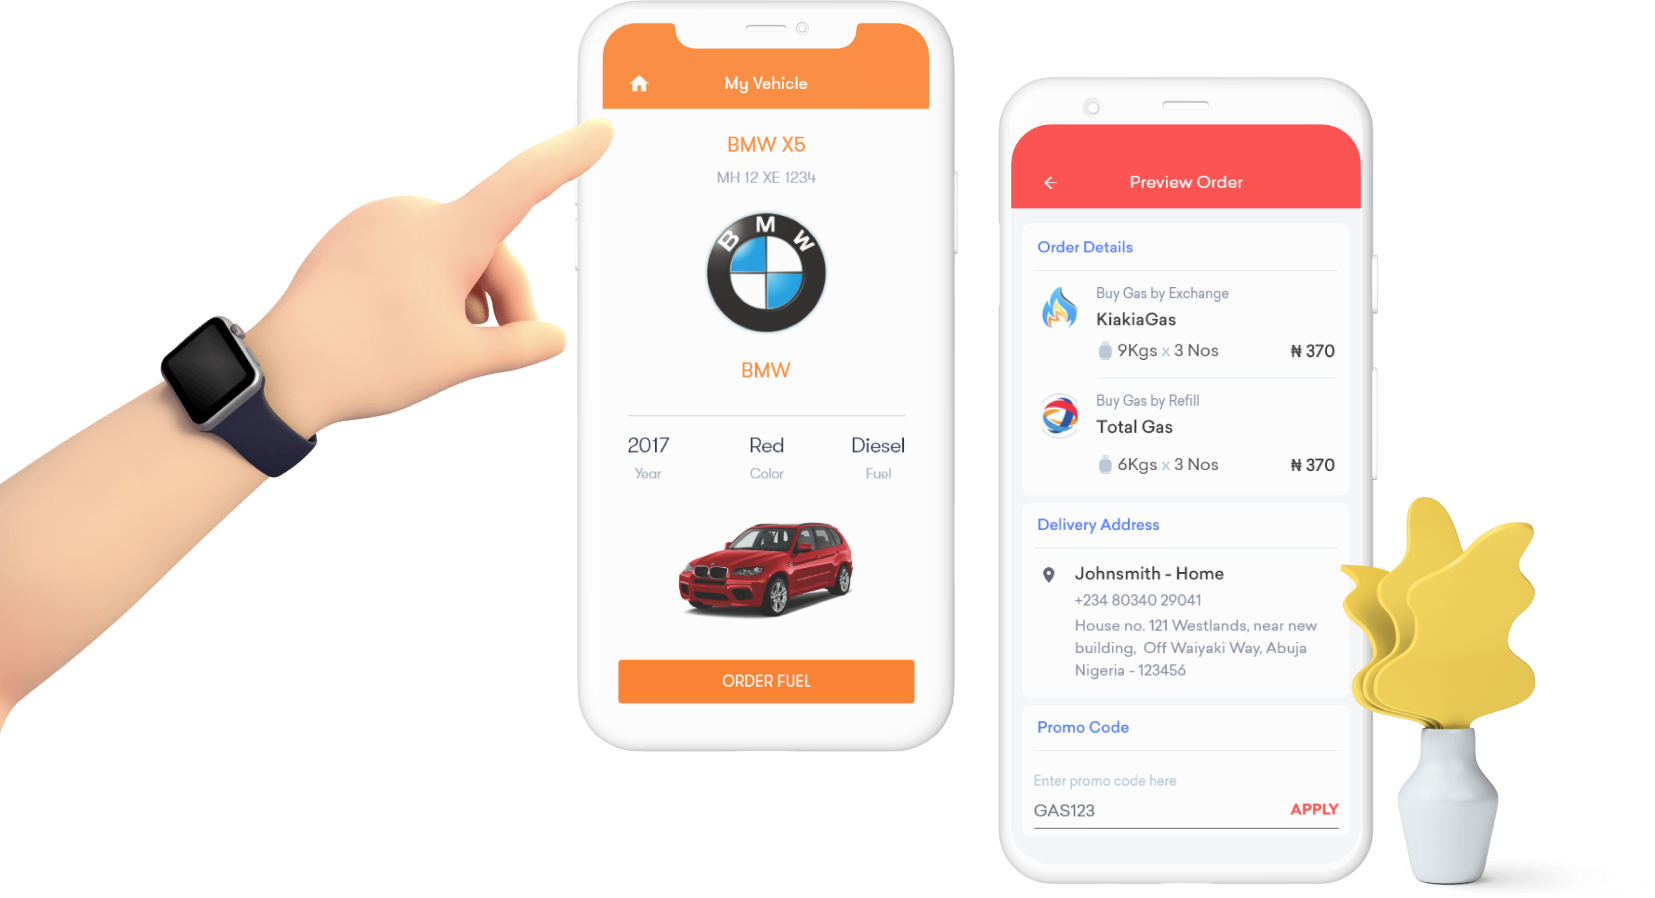 My Vehicle
BMW X5
MH 12 XE 1234
BMW
BMW
2017 Red Diesel
Year Color Fuel
ORDER FUEL
Preview Order
Order Details
Buy Gas by Exchange
KiakiaGas
9Kgs x 3 Nos ₦ 370
Buy Gas by Refill
Total Gas
6Kgs x 3 Nos ₦ 370
Delivery Address
Johnsmith - Home
+234 80340 29041
House no. 121 Westlands, near new
building, Off Waiyaki Way, Abuja
Nigeria - 123456
Promo Code
Enter promo code here
GAS123 APPLY